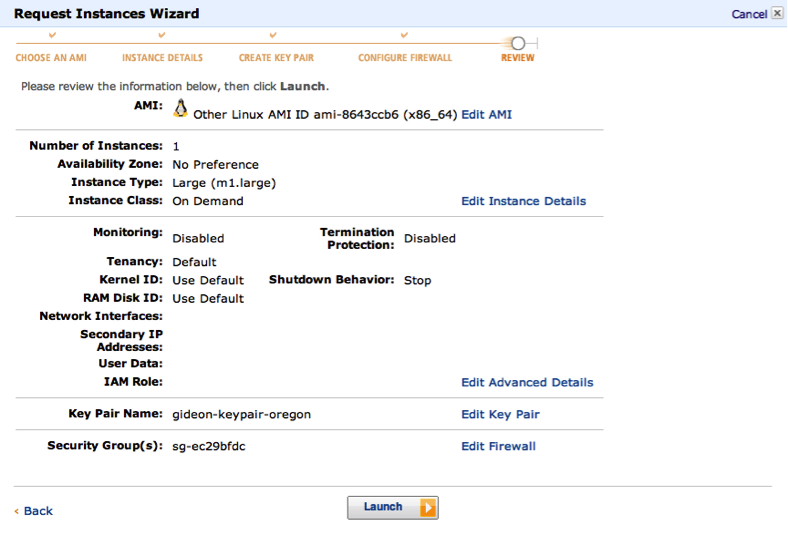 Request Instances Wizard
Cancel
CHOOSE AN AMI INSTANCE DETAILS CREATE KEY PAIR CONFIGURE FIREWALL REVIEW
Please review the information below, then click Launch.
AMI: Other Linux AMI ID ami-8643ccb6 (x86_64) Edit AMI
Number of Instances: 1
Availability Zone: No Preference
Instance Type: Large (m1.large)
Instance Class: On Demand Edit Instance Details
Monitoring: Disabled
Termination
Protection: Disabled
Tenancy: Default
Kernel ID: Use Default Shutdown Behavior: Stop
RAM Disk ID: Use Default
Network Interfaces:
Secondary IP
Addresses:
User Data:
IAM Role: Edit Advanced Details
Key Pair Name: gideon-keypair-oregon Edit Key Pair
Security Group(s): sg-ec29bfdc Edit Firewall
‹ Back
Launch